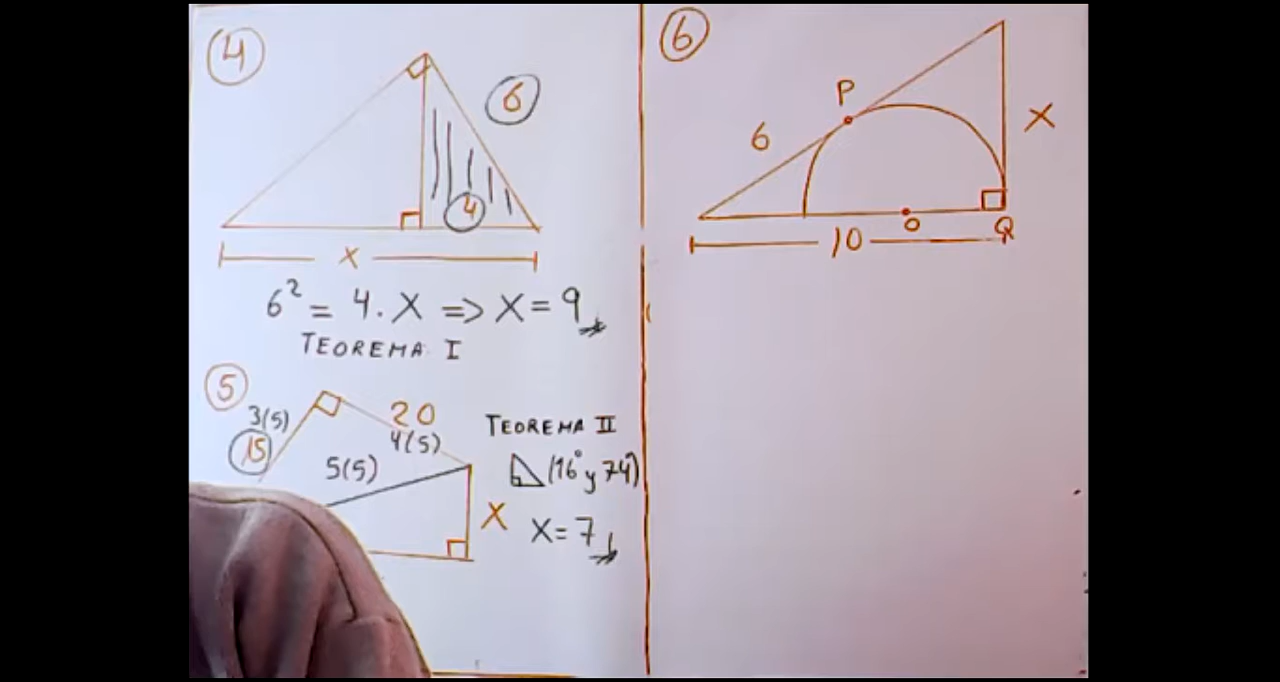 4
6
4
x
6² = 4 . X => X = 9
TEOREMA I
5
3(5)
20
15
4(5)
5(5)
TEOREMA II
(16° y 74°)
X
X = 7
6
P
6
X
O
Q
10